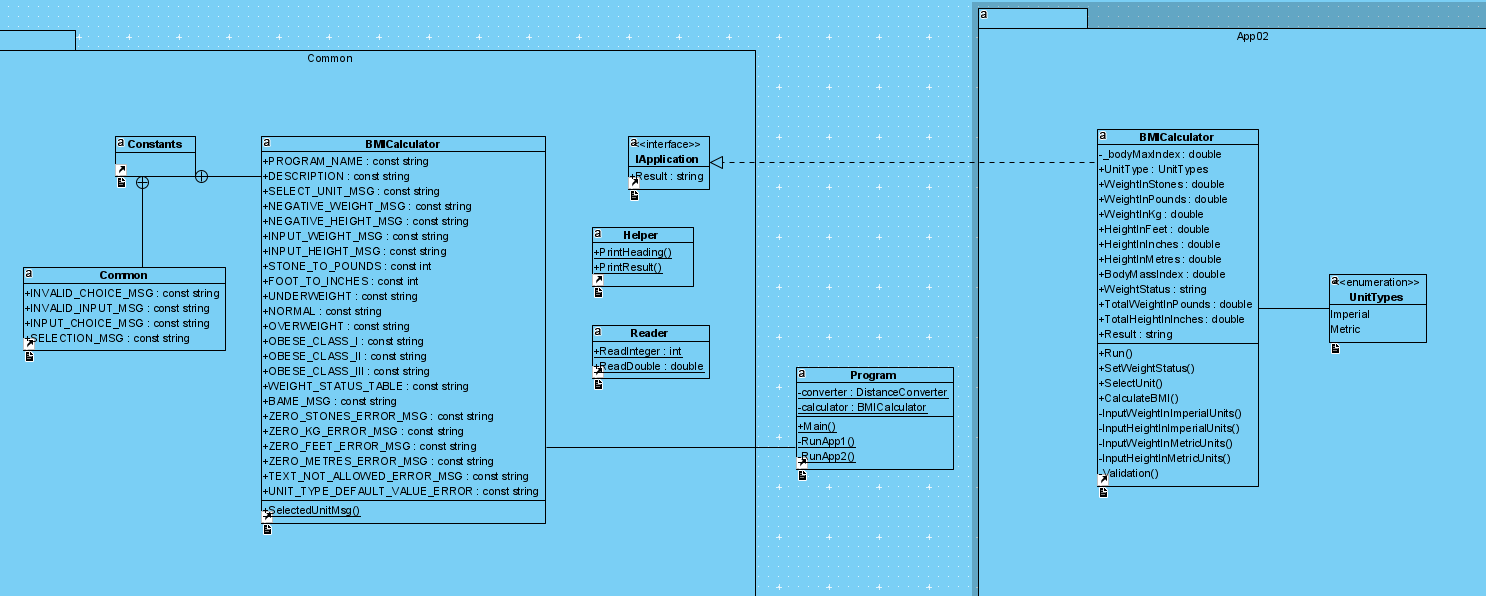 Common
Constants
BMICalculator
+PROGRAM_NAME : const string
+DESCRIPTION : const string
+SELECT_UNIT_MSG : const string
+NEGATIVE_WEIGHT_MSG : const string
+NEGATIVE_HEIGHT_MSG : const string
+INPUT_WEIGHT_MSG : const string
+INPUT_HEIGHT_MSG : const string
+STONE_TO_POUNDS : const int
+FOOT_TO_INCHES : const int
+UNDERWEIGHT : const string
+NORMAL : const string
+OVERWEIGHT : const string
+OBESE_CLASS_I : const string
+OBESE_CLASS_II : const string
+OBESE_CLASS_III : const string
+WEIGHT_STATUS_TABLE : const string
+BAME_MSG : const string
+ZERO_STONES_ERROR_MSG : const string
+ZERO_KG_ERROR_MSG : const string
+ZERO_FEET_ERROR_MSG : const string
+ZERO_METRES_ERROR_MSG : const string
+TEXT_NOT_ALLOWED_ERROR_MSG : const string
+UNIT_TYPE_DEFAULT_VALUE_ERROR : const string
+SelectedUnitMsg()
Common
+INVALID_CHOICE_MSG : const string
+INVALID_INPUT_MSG : const string
+INPUT_CHOICE_MSG : const string
+SELECTION_MSG : const string
<<interface>>
IApplication
+Result : string
Helper
+PrintHeading()
+PrintResult()
Reader
+ReadInteger : int
+ReadDouble : double
Program
-converter : DistanceConverter
-calculator : BMICalculator
+Main()
-RunApp1()
-RunApp2()
App02
BMICalculator
-_bodyMaxIndex : double
+UnitType : UnitTypes
+WeightInStones : double
+WeightInPounds : double
+WeightInKg : double
+HeightInFeet : double
+HeightInInches : double
+HeightInMetres : double
+BodyMassIndex : double
+WeightStatus : string
+TotalWeightInPounds : double
+TotalHeightInInches : double
+Result : string
+Run()
+SetWeightStatus()
+SelectUnit()
+CalculateBMI()
-InputWeightInImperialUnits()
-InputHeightInImperialUnits()
-InputWeightInMetricUnits()
-InputHeightInMetricUnits()
-Validation()
<<enumeration>>
UnitTypes
Imperial
Metric